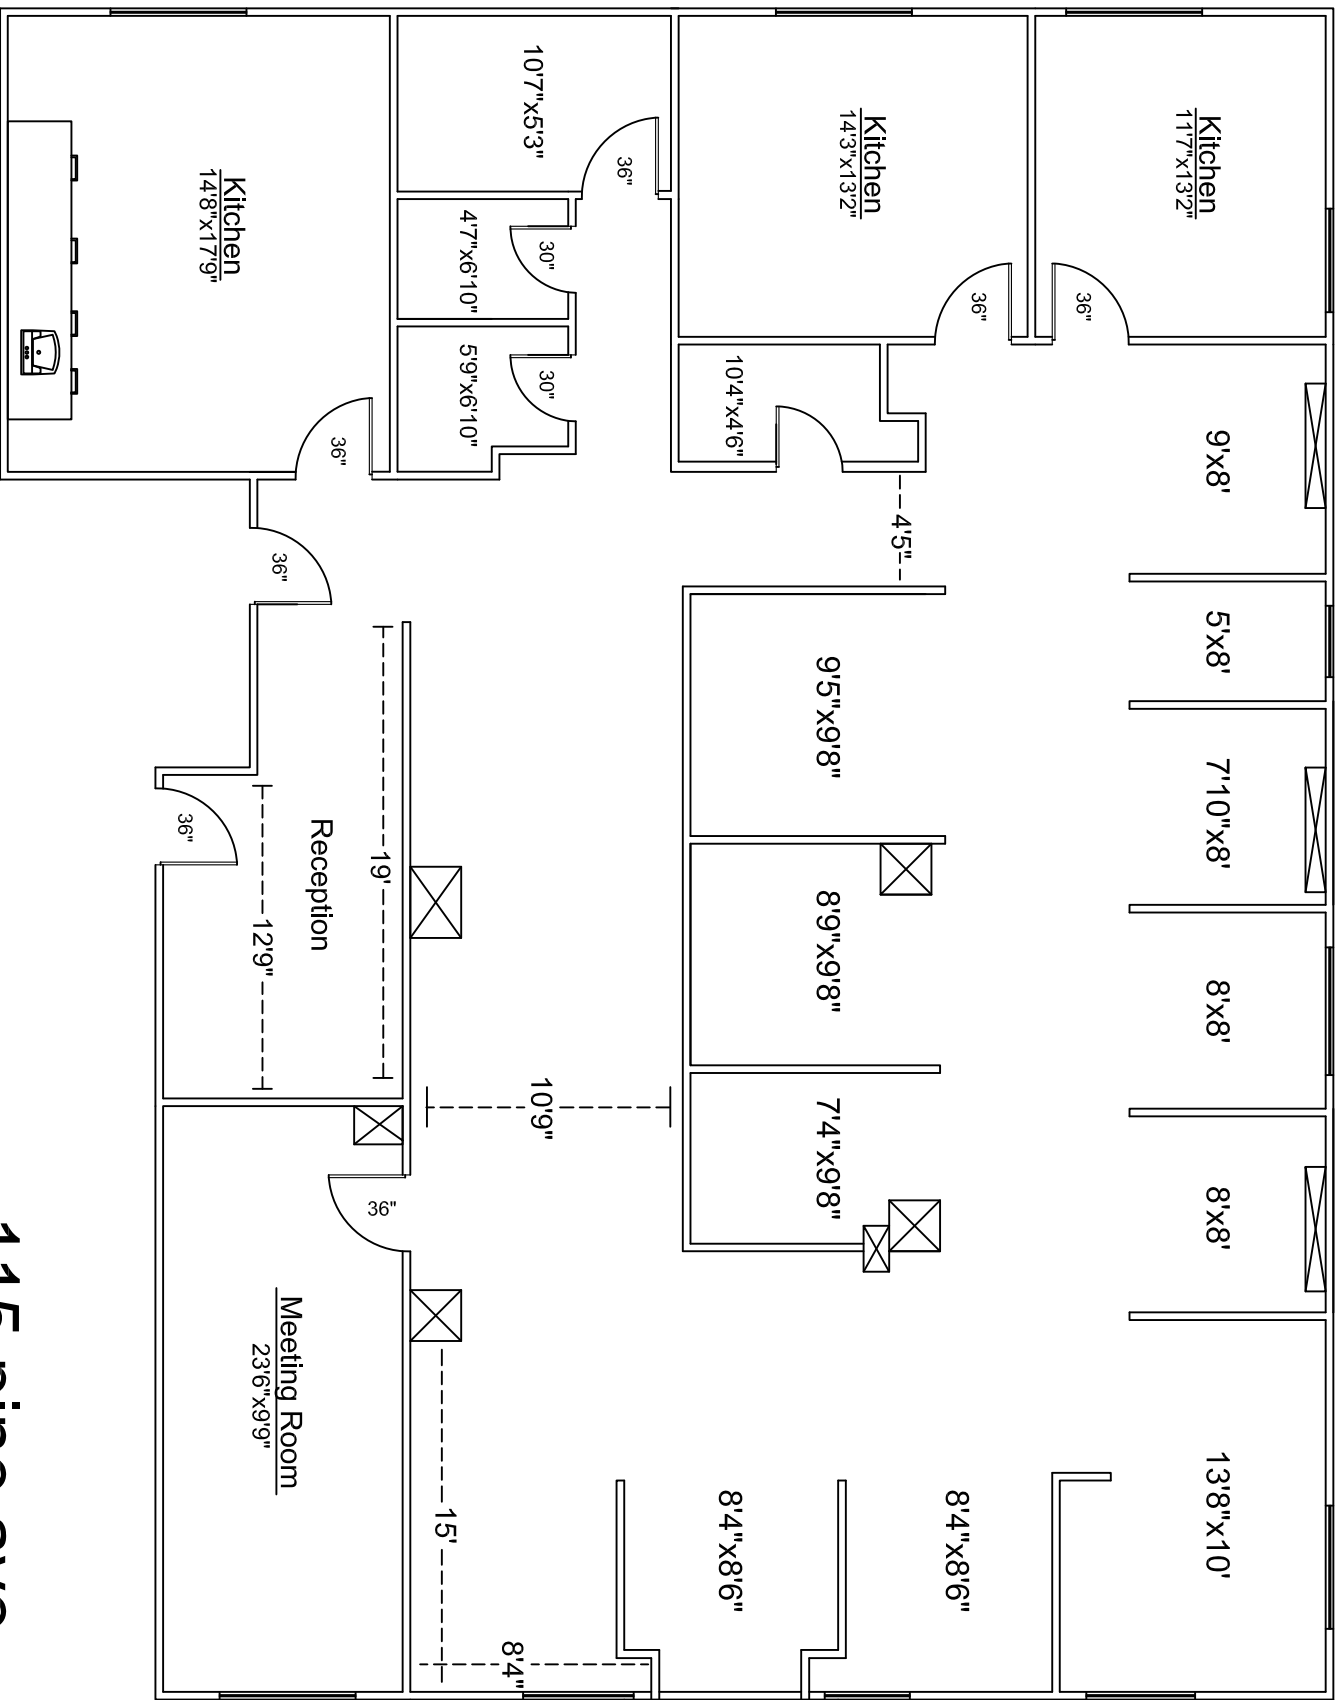 9'x8'
5'x8'
7'10"x8'
8'x8'
8'x8'
13'8"x10'
Kitchen
11'7"x13'2"
36"
Kitchen
14'3"x13'2"
36"
4'5"
8'4"x8'6"
9'5"x9'8"
8'9"x9'8"
7'4"x9'8"
10'4"x4'6"
8'4"x8'6"
10'7"x5'3"
36"
30"
30"
10'9"
8'4"
4'7"x6'10"
5'9"x6'10"
15'
19'
36"
36"
Reception
36"
12'9"
Meeting Room
23'6"x9'9"
Kitchen
14'8"x17'9"
36"
115 pine ave